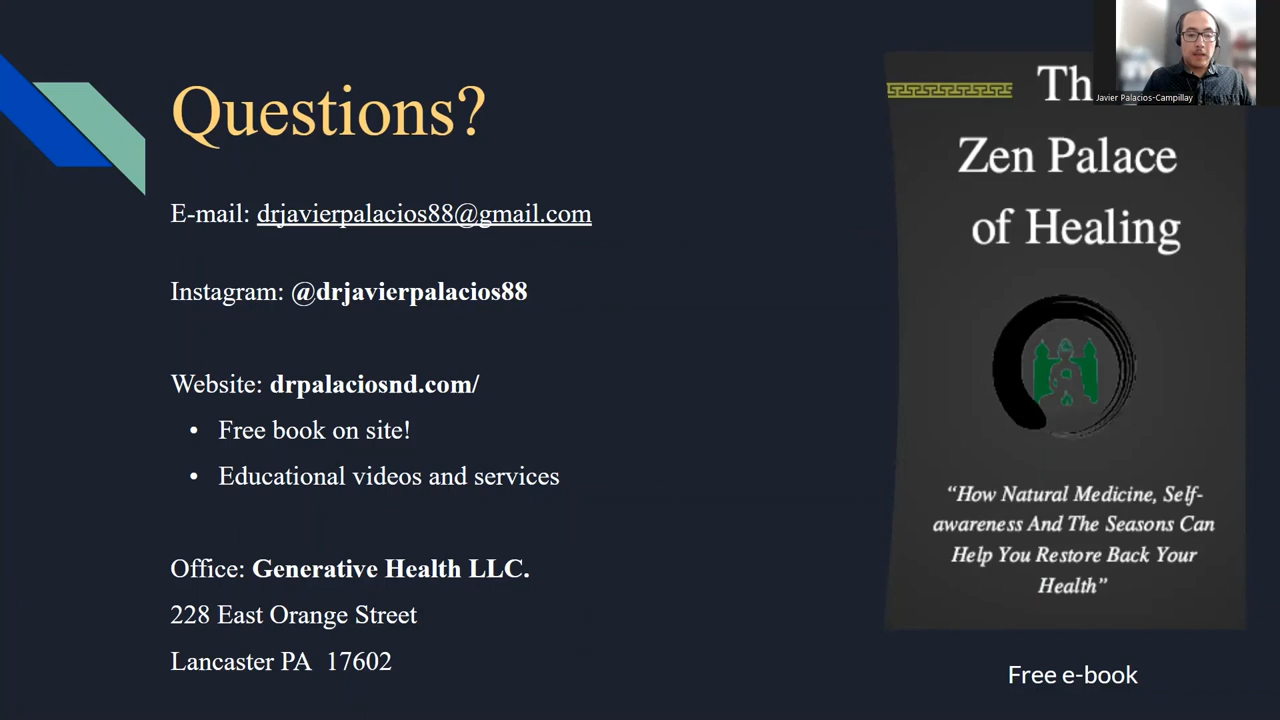 Questions?
E-mail: drjavierpalacios88@gmail.com
Instagram: @drjavierpalacios88
Website: drpalaciosnd.com/
• Free book on site!
• Educational videos and services
Office: Generative Health LLC.
228 East Orange Street
Lancaster PA 17602
Javier Palacios-Campillay
Zen Palace
of Healing
“How Natural Medicine, Self-
awareness And The Seasons Can
Help You Restore Back Your
Health”
Free e-book